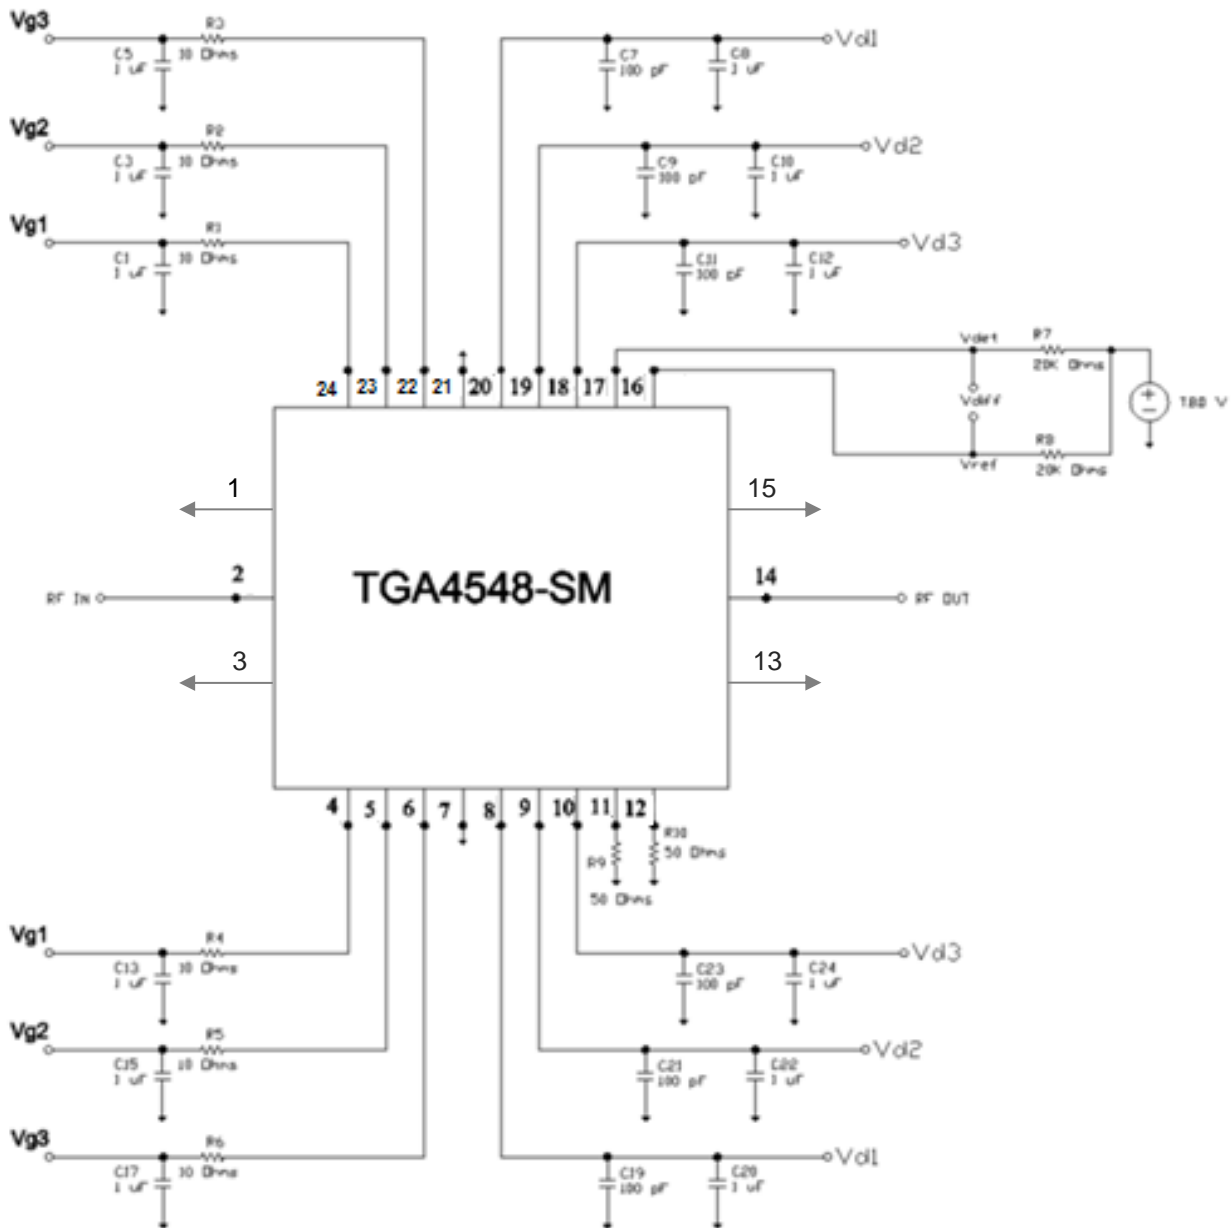 Vg3
R3
10 Ohms
C5
1 uF
Vg2
R2
10 Ohms
C3
1 uF
Vg1
R1
10 Ohms
C1
1 uF
Vd1
C7
100 pF
C8
1 uF
Vd2
C9
100 pF
C10
1 uF
Vd3
C11
100 pF
C12
1 uF
Vdet
R7
20K Ohms
Vdiff
Vref
R8
20K Ohms
+
−
24 23 22 21 20 19 18 17 16
1
15
2
14
RF IN
TGA4548-SM
RF OUT
3
13
4 5 6 7 8 9 10 11 12
R9
50 Ohms
R10
50 Ohms
Vg1
R4
10 Ohms
C13
1 uF
Vg2
R5
10 Ohms
C15
1 uF
Vg3
R6
10 Ohms
C17
1 uF
Vd3
C23
100 pF
C24
1 uF
Vd2
C21
100 pF
C22
1 uF
Vd1
C19
100 pF
C20
1 uF